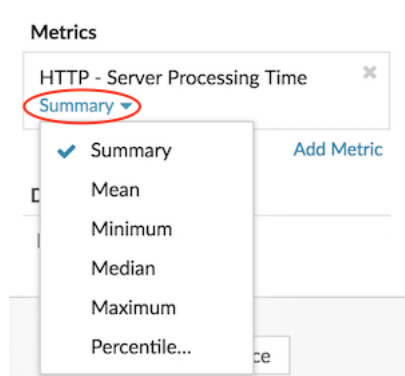 Metrics
HTTP - Server Processing Time
Summary
Summary
Add Metric
Mean
Minimum
Median
Maximum
Percentile...